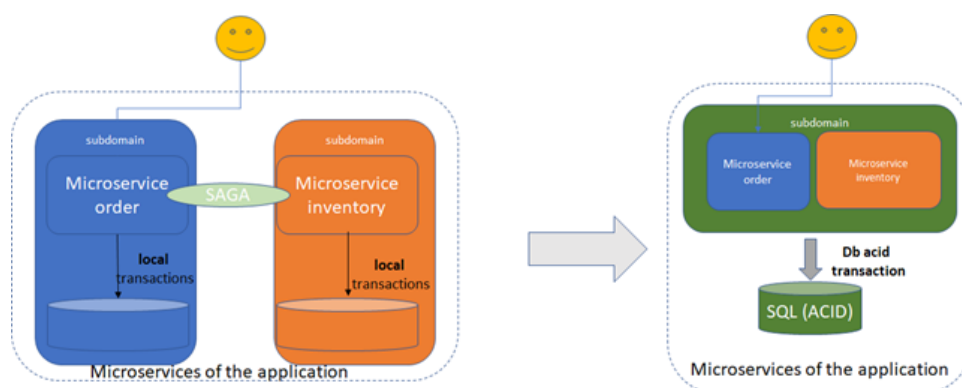 subdomain
Microservice
order
local
transactions
SAGA
subdomain
Microservice
inventory
local
transactions
Microservices of the application
subdomain
Microservice
order
Microservice
inventory
Db acid
transaction
SQL (ACID)
Microservices of the application